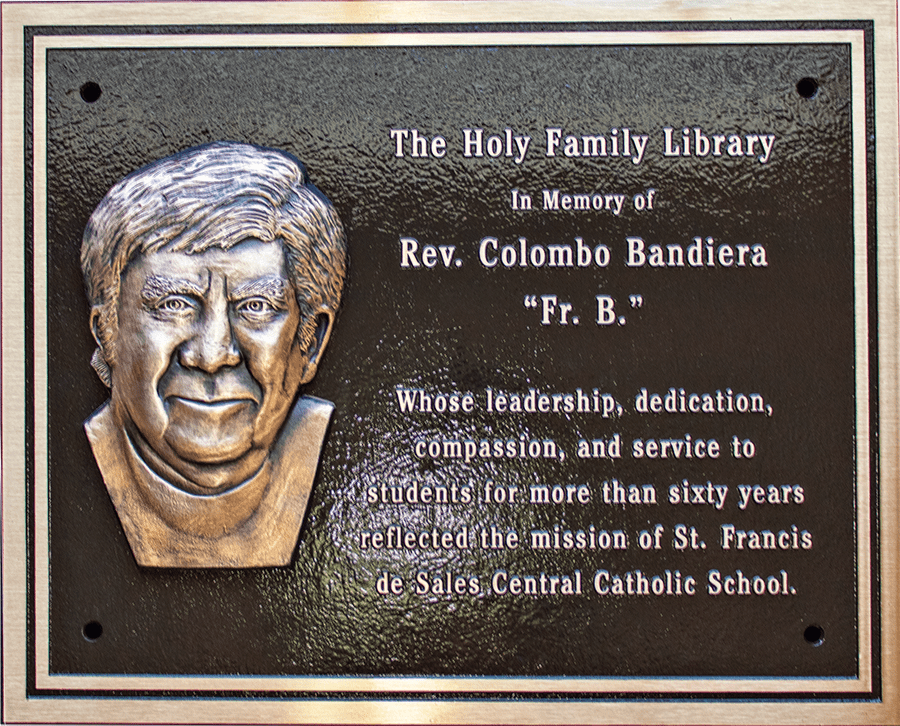 The Holy Family Library
In Memory of
Rev. Colombo Bandiera
“Fr. B.”
Whose leadership, dedication,
compassion, and service to
students for more than sixty years
reflected the mission of St. Francis
de Sales Central Catholic School.